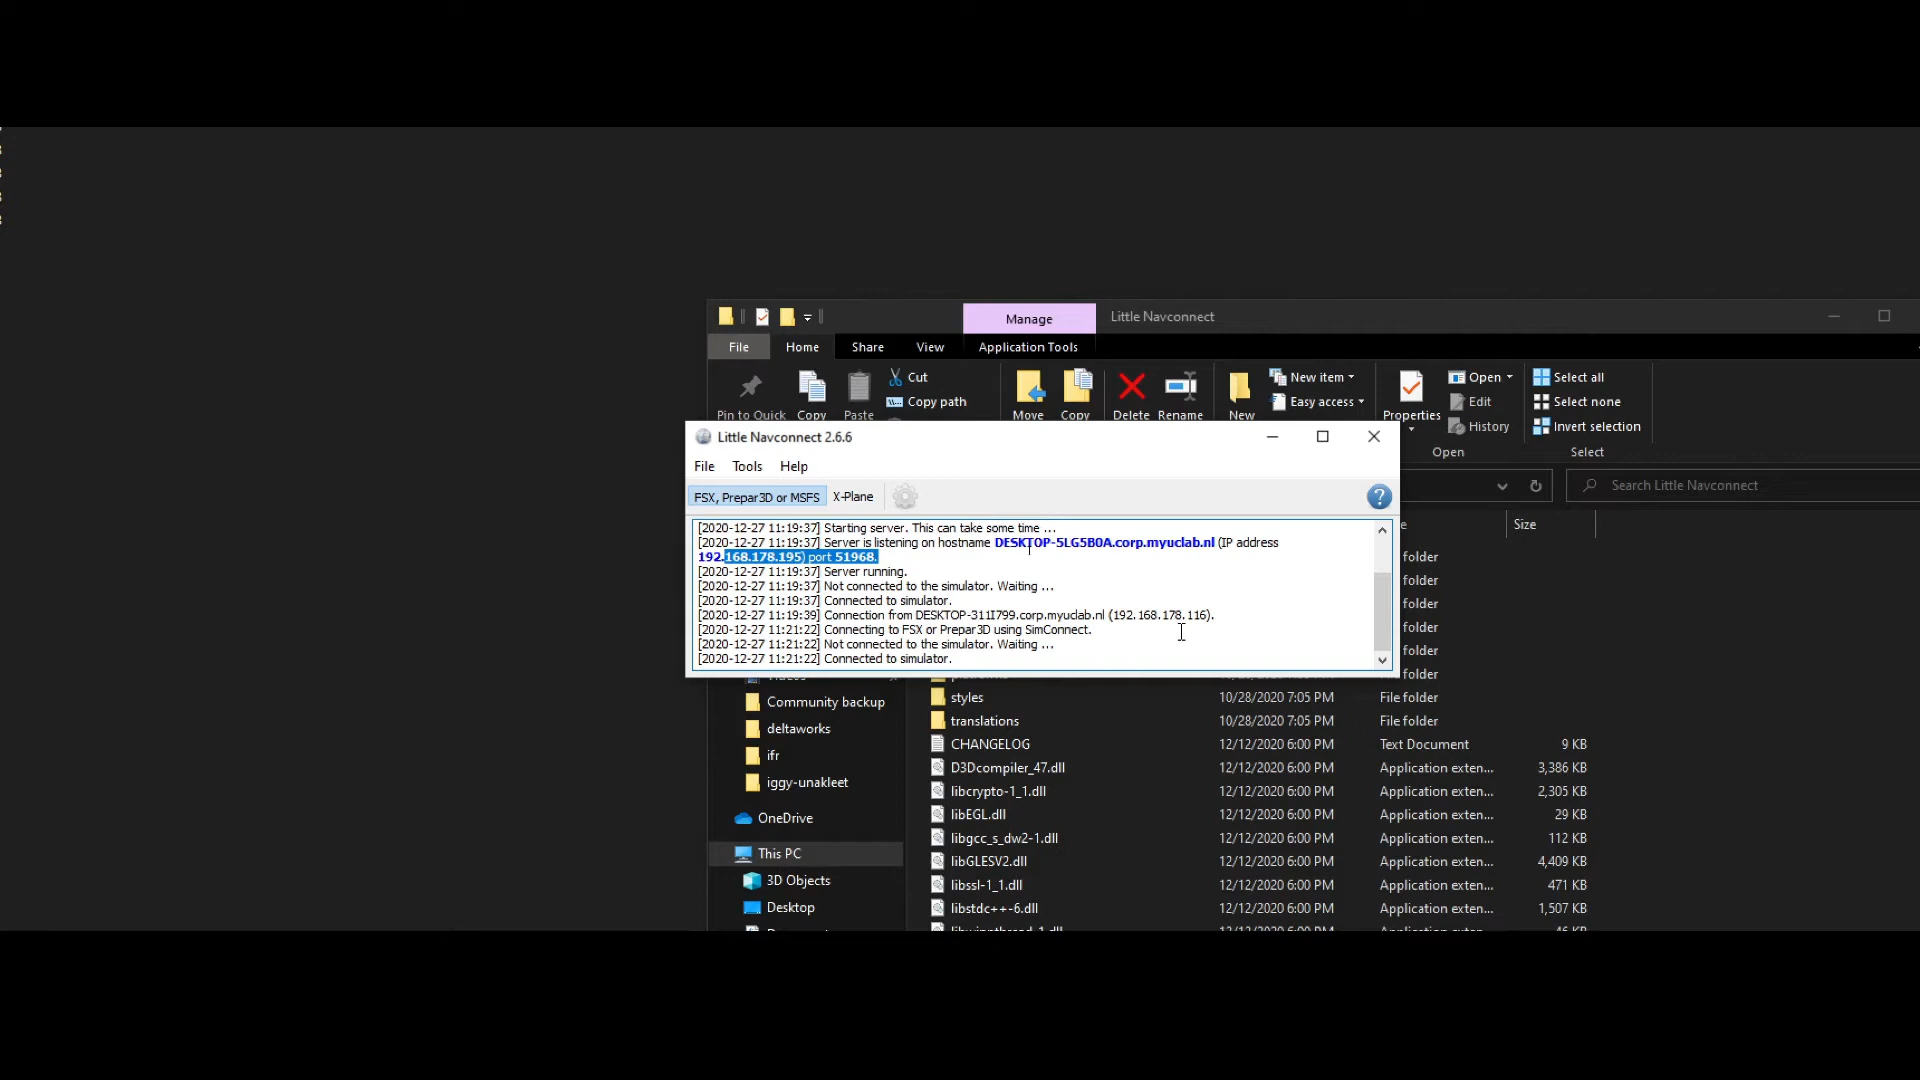 Manage
Little Navconnect
File
Home
Share
View
Application Tools
Pin to Quick
Copy
Paste
Cut
Copy path
Move
Copy
Delete
Rename
New
New item
Easy access
Properties
Open
Edit
History
Open
Select all
Select none
Invert selection
Select
Search Little Navconnect
Size
Little Navconnect 2.6.6
File Tools Help
FSX, Prepar3D or MSFS X-Plane
[2020-12-27 11:19:37] Starting server. This can take some time ...
[2020-12-27 11:19:37] Server is listening on hostname DESKTOP-5LG5B0A.corp.myuclab.nl (IP address
192.168.178.195) port 51968.
[2020-12-27 11:19:37] Server running.
[2020-12-27 11:19:37] Not connected to the simulator. Waiting ...
[2020-12-27 11:19:37] Connected to simulator.
[2020-12-27 11:19:39] Connection from DESKTOP-311I799.corp.myuclab.nl (192.168.178.116).
[2020-12-27 11:21:22] Connecting to FSX or Prepar3D using SimConnect.
[2020-12-27 11:21:22] Not connected to the simulator. Waiting ...
[2020-12-27 11:21:22] Connected to simulator.
folder
folder
folder
folder
folder
folder
Community backup
deltaworks
ifr
iggy-unakleet
OneDrive
This PC
3D Objects
Desktop
styles 10/28/2020 7:05 PM File folder
translations 10/28/2020 7:05 PM File folder
CHANGELOG 12/12/2020 6:00 PM Text Document 9 KB
D3Dcompiler_47.dll 12/12/2020 6:00 PM Application exten... 3,386 KB
libcrypto-1_1.dll 12/12/2020 6:00 PM Application exten... 2,305 KB
libEGL.dll 12/12/2020 6:00 PM Application exten... 29 KB
libgcc_s_dw2-1.dll 12/12/2020 6:00 PM Application exten... 112 KB
libGLESV2.dll 12/12/2020 6:00 PM Application exten... 4,409 KB
libssl-1_1.dll 12/12/2020 6:00 PM Application exten... 471 KB
libstdc++-6.dll 12/12/2020 6:00 PM Application exten... 1,507 KB